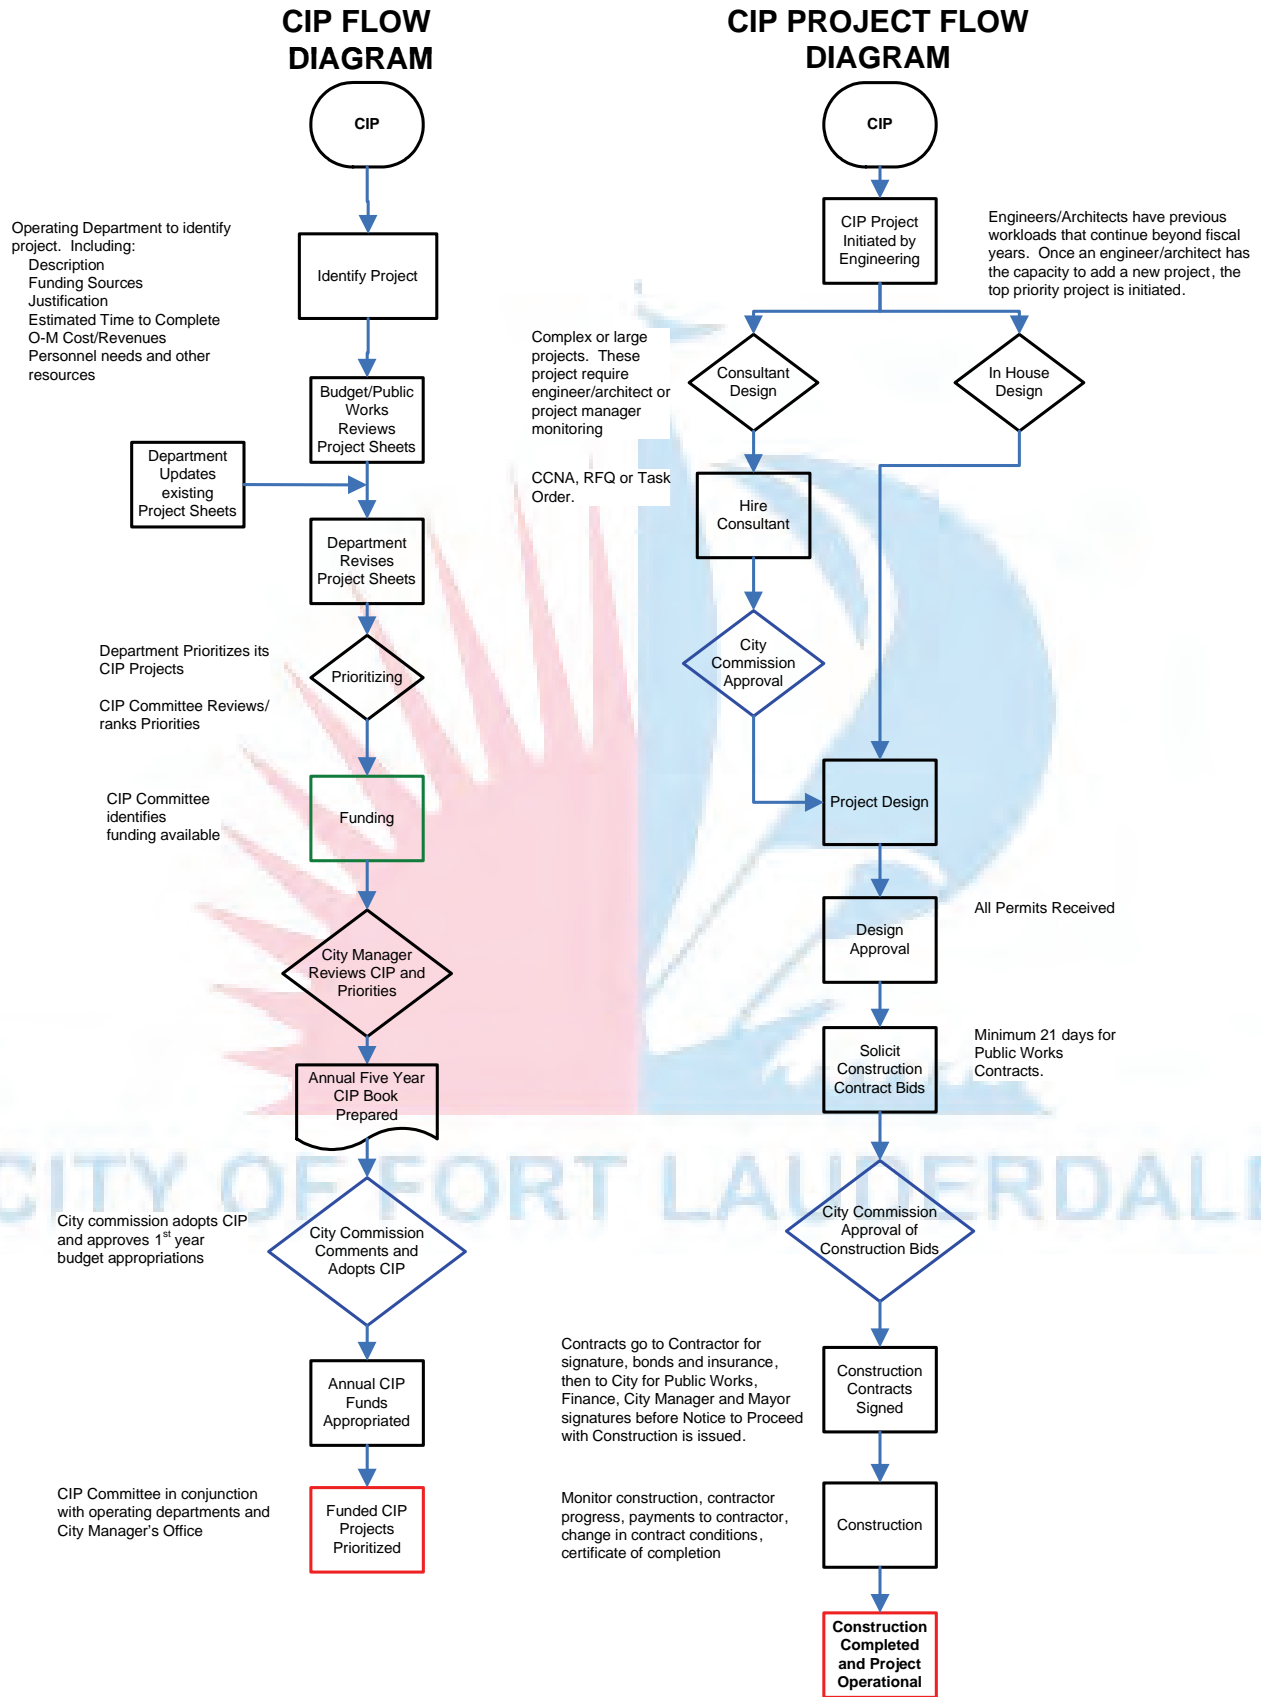 CIP FLOW
DIAGRAM
CIP
Operating Department to identify
project.  Including:
Description
Funding Sources
Justification
Estimated Time to Complete
O-M Cost/Revenues
Personnel needs and other
resources
Identify Project
Budget/Public
Works
Reviews
Project Sheets
Department
Updates
existing
Project Sheets
Department
Revises
Project Sheets
Department Prioritizes its
CIP Projects
CIP Committee Reviews/
ranks Priorities
Prioritizing
CIP Committee
identifies
funding available
Funding
City Manager
Reviews CIP and
Priorities
Annual Five Year
CIP Book
Prepared
City commission adopts CIP
and approves 1st year
budget appropriations
City Commission
Comments and
Adopts CIP
Annual CIP
Funds
Appropriated
CIP Committee in conjunction
with operating departments and
City Manager's Office
Funded CIP
Projects
Prioritized
CIP PROJECT FLOW
DIAGRAM
CIP
CIP Project
Initiated by
Engineering
Engineers/Architects have previous
workloads that continue beyond fiscal
years.  Once an engineer/architect has
the capacity to add a new project, the
top priority project is initiated.
Complex or large
projects.  These
project require
engineer/architect or
project manager
monitoring
Consultant
Design
In House
Design
CCNA, RFQ or Task
Order.
Hire
Consultant
City
Commission
Approval
Project Design
Design
Approval
All Permits Received
Solicit
Construction
Contract Bids
Minimum 21 days for
Public Works
Contracts.
City Commission
Approval of
Construction Bids
Contracts go to Contractor for
signature, bonds and insurance,
then to City for Public Works,
Finance, City Manager and Mayor
signatures before Notice to Proceed
with Construction is issued.
Construction
Contracts
Signed
Monitor construction, contractor
progress, payments to contractor,
change in contract conditions,
certificate of completion
Construction
Construction
Completed
and Project
Operational
CITY OF FORT LAUDERDALE